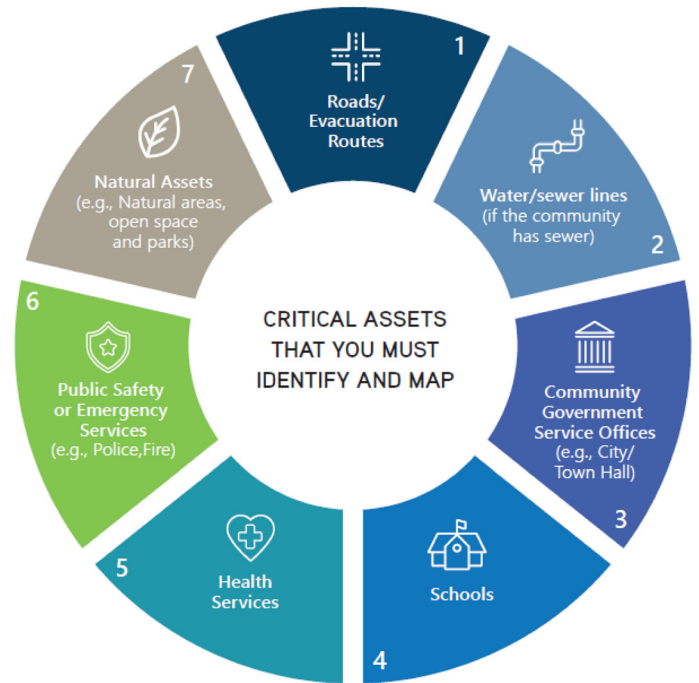 CRITICAL ASSETS
THAT YOU MUST
IDENTIFY AND MAP
1
Roads/
Evacuation
Routes
Water/sewer lines
(if the community
has sewer)
2
Community
Government
Service Offices
(e.g., City/
Town Hall)
3
Schools
4
Health
Services
5
6
Public Safety
or Emergency
Services
(e.g., Police,Fire)
7
Natural Assets
(e.g., Natural areas,
open space
and parks)